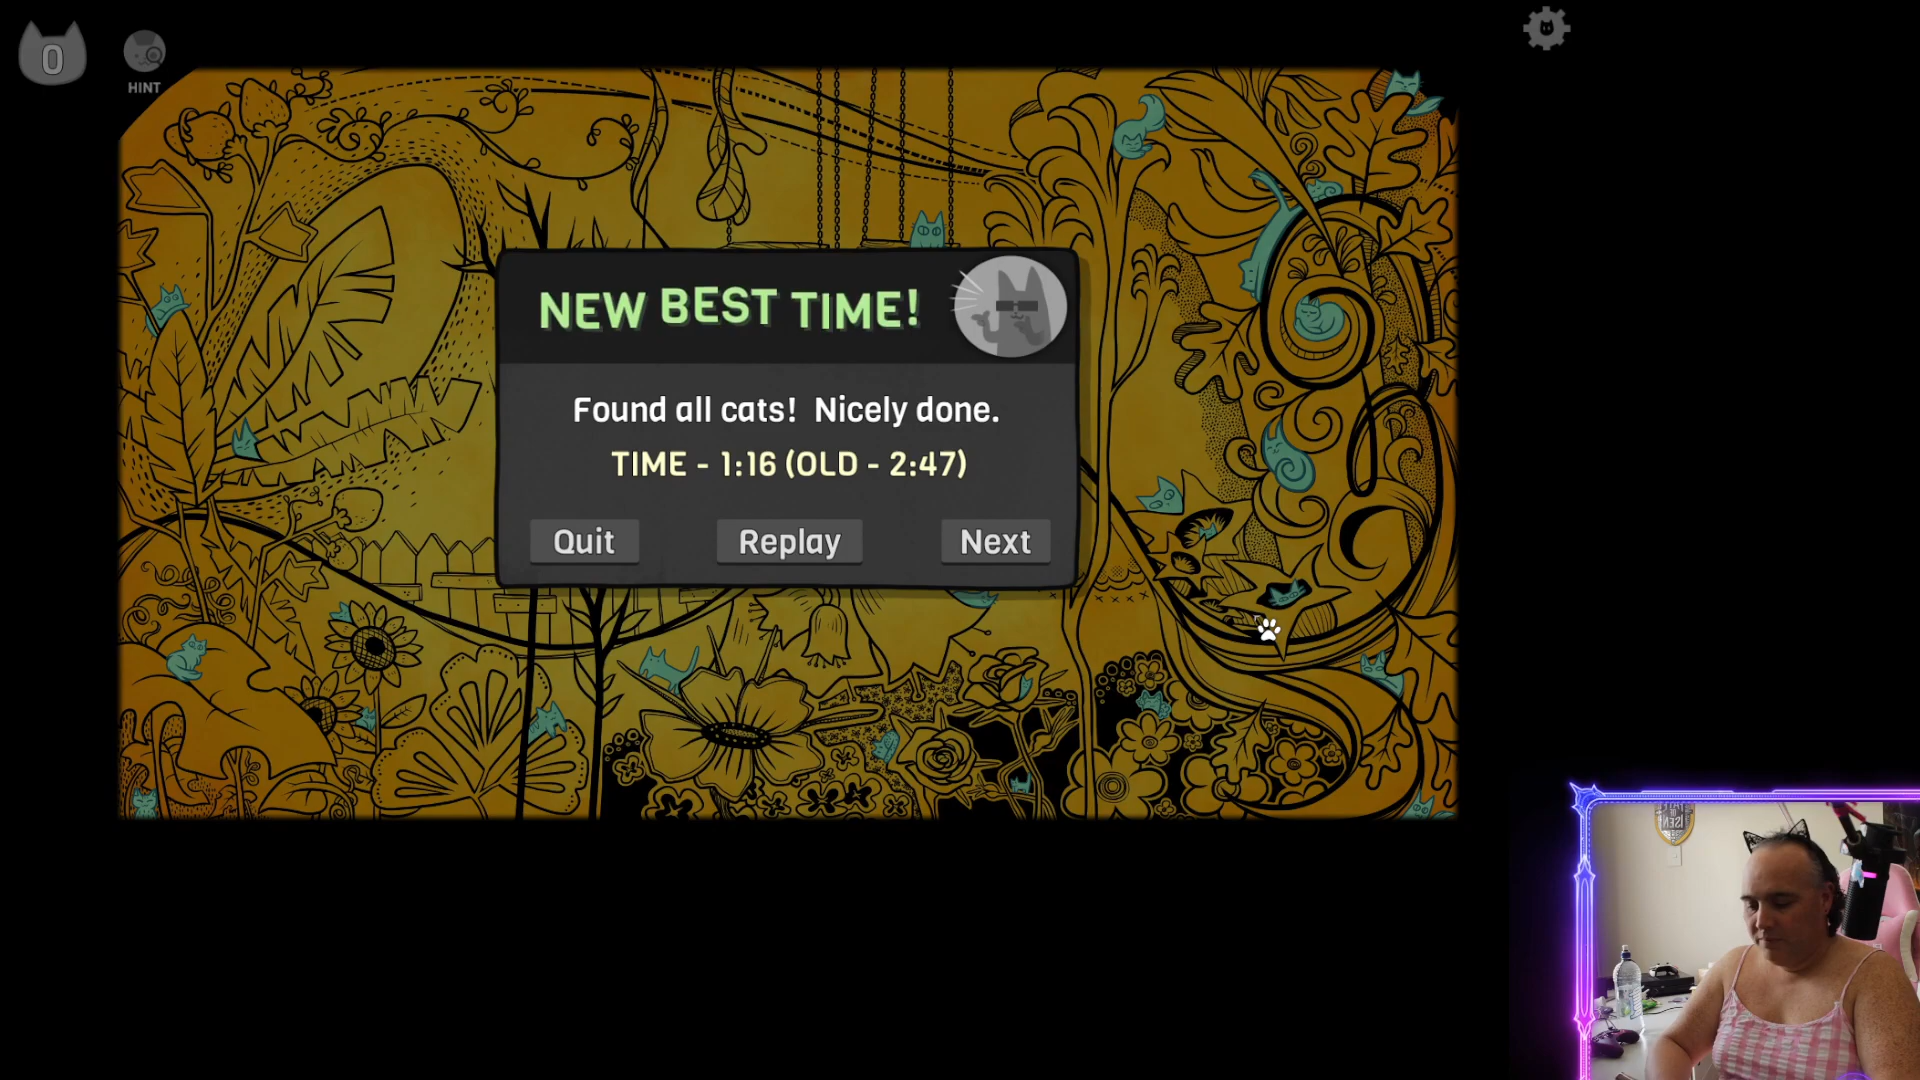 0
HINT
NEW BEST TIME!
Found all cats! Nicely done.
TIME - 1:16 (OLD - 2:47)
Quit
Replay
Next